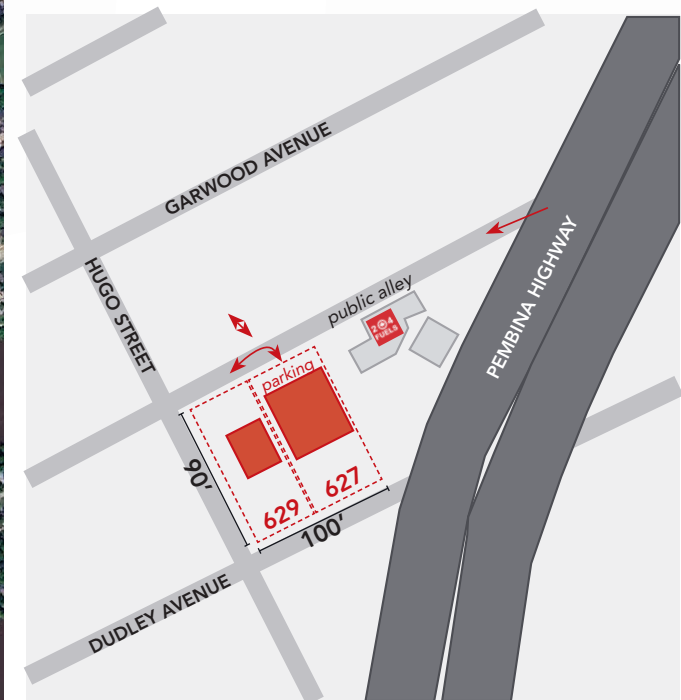 GARWOOD AVENUE
HUGO STREET
PEMBINA HIGHWAY
public alley
204
FUELS
parking
90’
629
627
100’
DUDLEY AVENUE